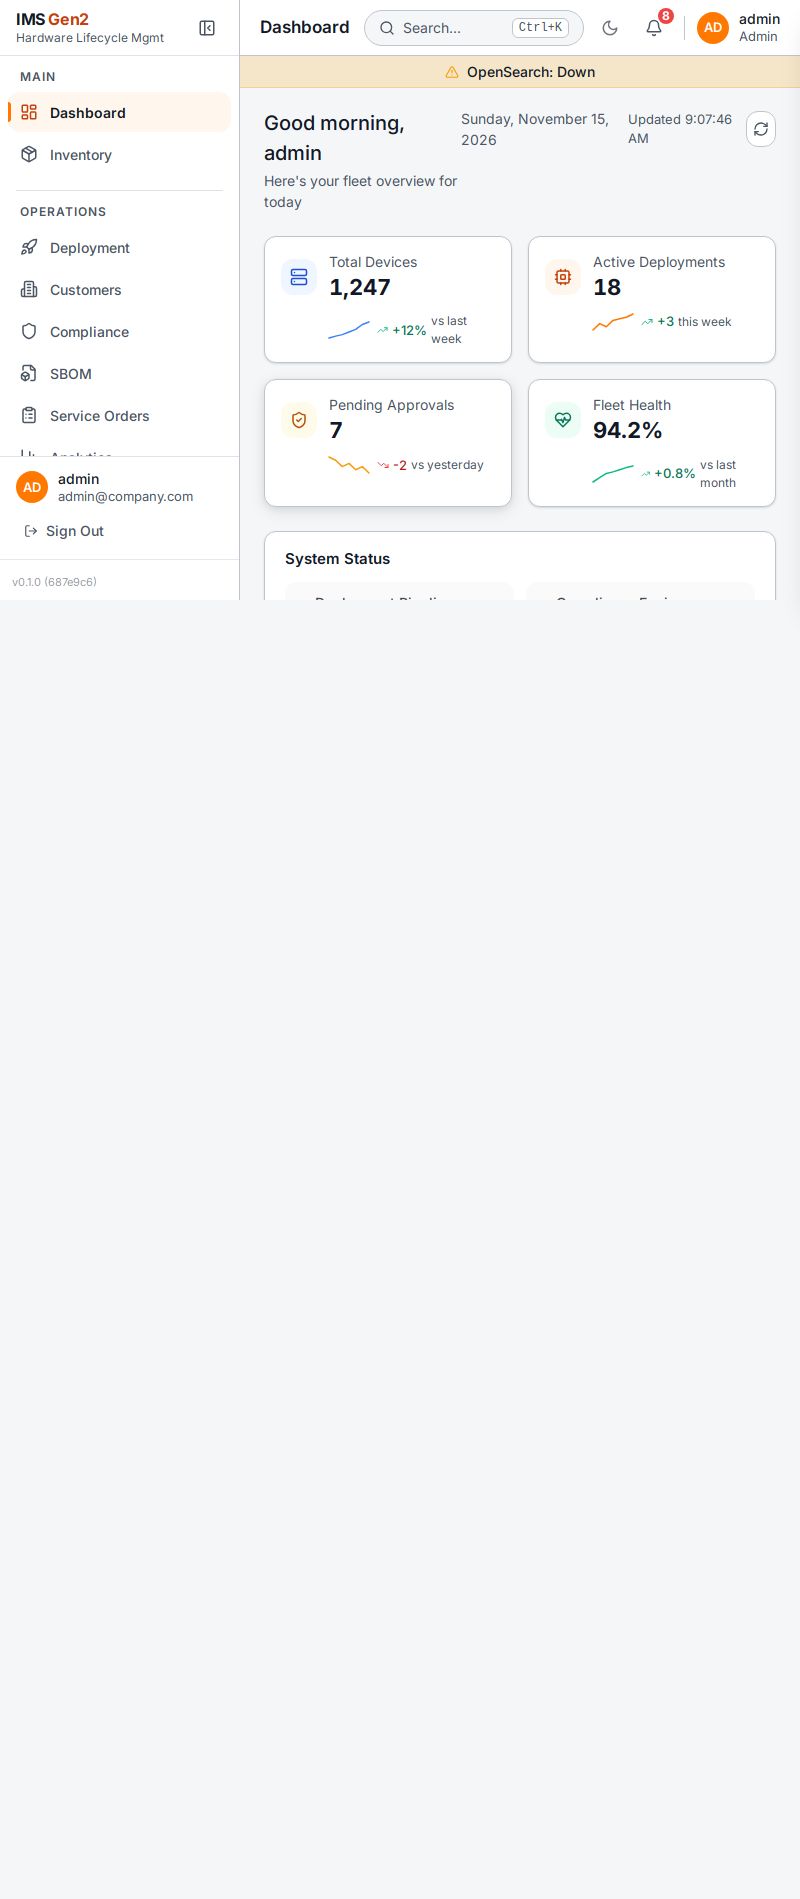 IMS Gen2
Hardware Lifecycle Mgmt
MAIN
Dashboard
Inventory
OPERATIONS
Deployment
Customers
Compliance
SBOM
Service Orders
AD
admin
admin@company.com
Sign Out
v0.1.0 (687e9c6)
Dashboard
Search...
Ctrl+K
8
AD
admin
Admin
OpenSearch: Down
Good morning,
admin
Here's your fleet overview for
today
Sunday, November 15,
2026
Updated 9:07:46
AM
Total Devices
1,247
+12% vs last
week
Active Deployments
18
+3 this week
Pending Approvals
7
-2 vs yesterday
Fleet Health
94.2%
+0.8% vs last
month
System Status